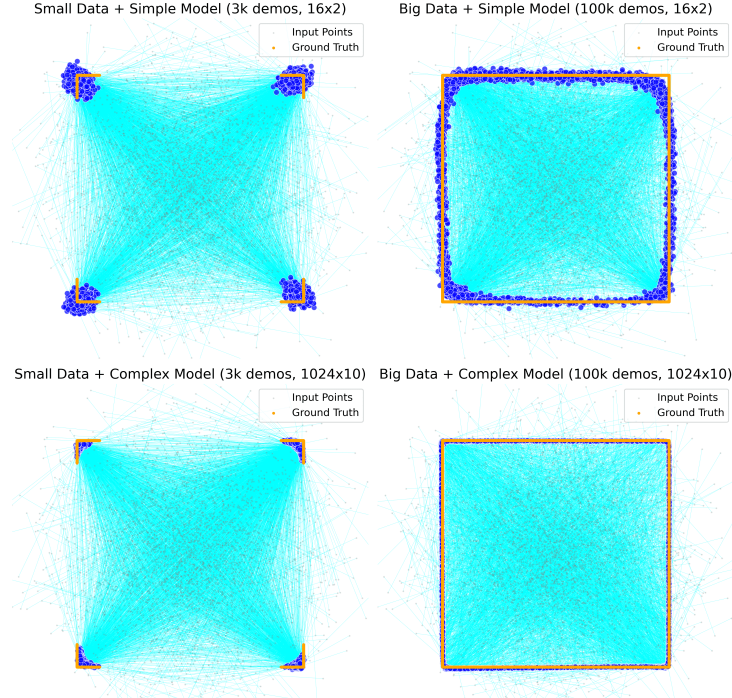 Small Data + Simple Model (3k demos, 16x2)
Input Points
Ground Truth
Big Data + Simple Model (100k demos, 16x2)
Input Points
Ground Truth
Small Data + Complex Model (3k demos, 1024x10)
Input Points
Ground Truth
Big Data + Complex Model (100k demos, 1024x10)
Input Points
Ground Truth